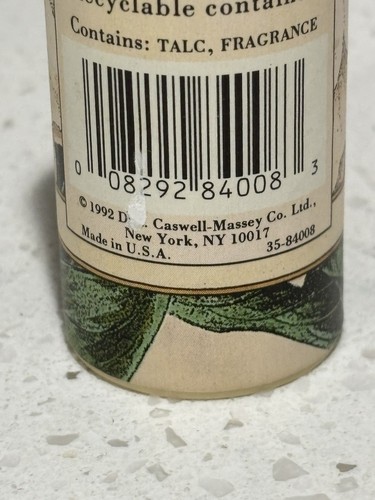 Recyclable contain
Contains: TALC, FRAGRANCE
0 08292 84008 3
© 1992 Caswell-Massey Co. Ltd.,
New York, NY 10017
Made in U.S.A. 35-84008